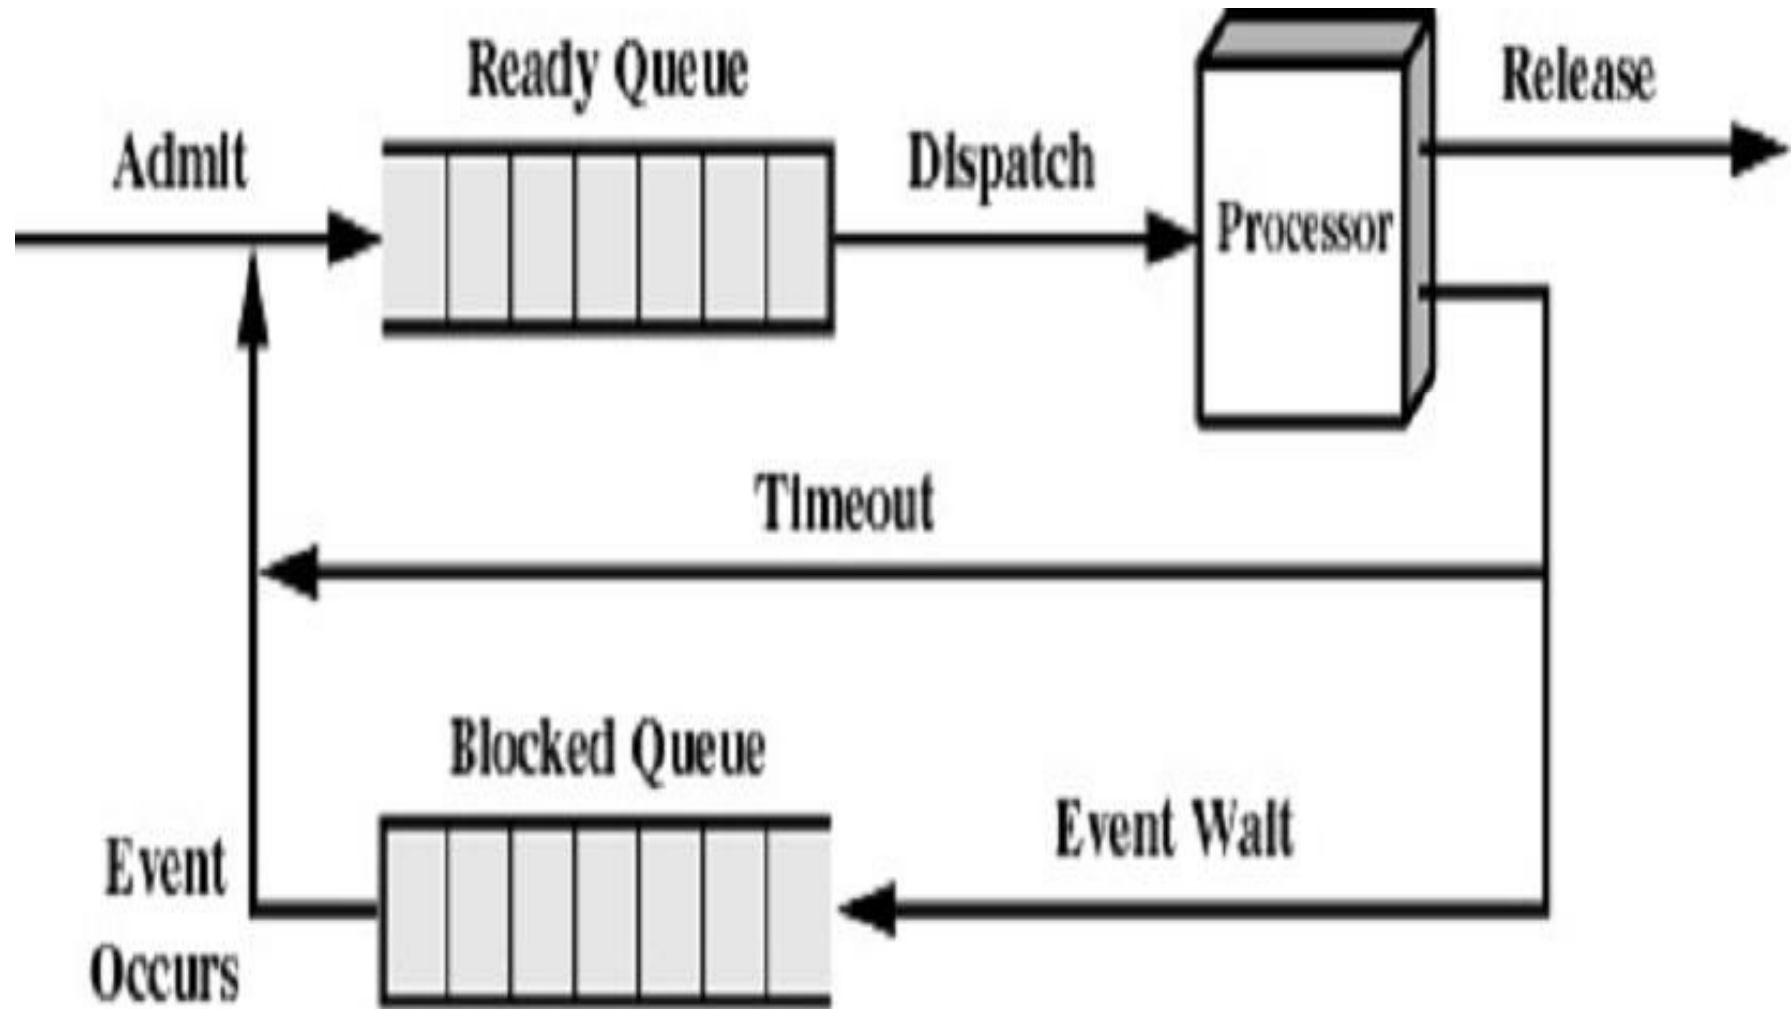 Ready Queue
Release
Admit
Dispatch
Processor
Timeout
Blocked Queue
Event Wait
Event
Occurs